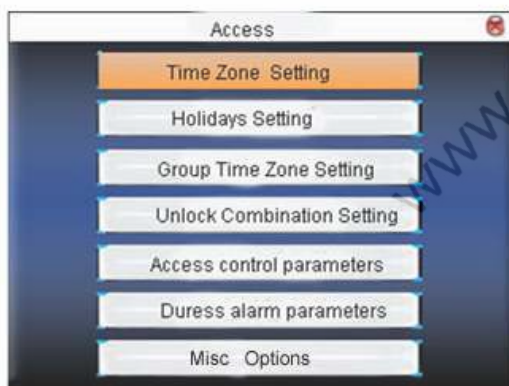 Access
Time Zone Setting
Holidays Setting
Group Time Zone Setting
www
Unlock Combination Setting
Access control parameters
Duress alarm parameters
Misc Options